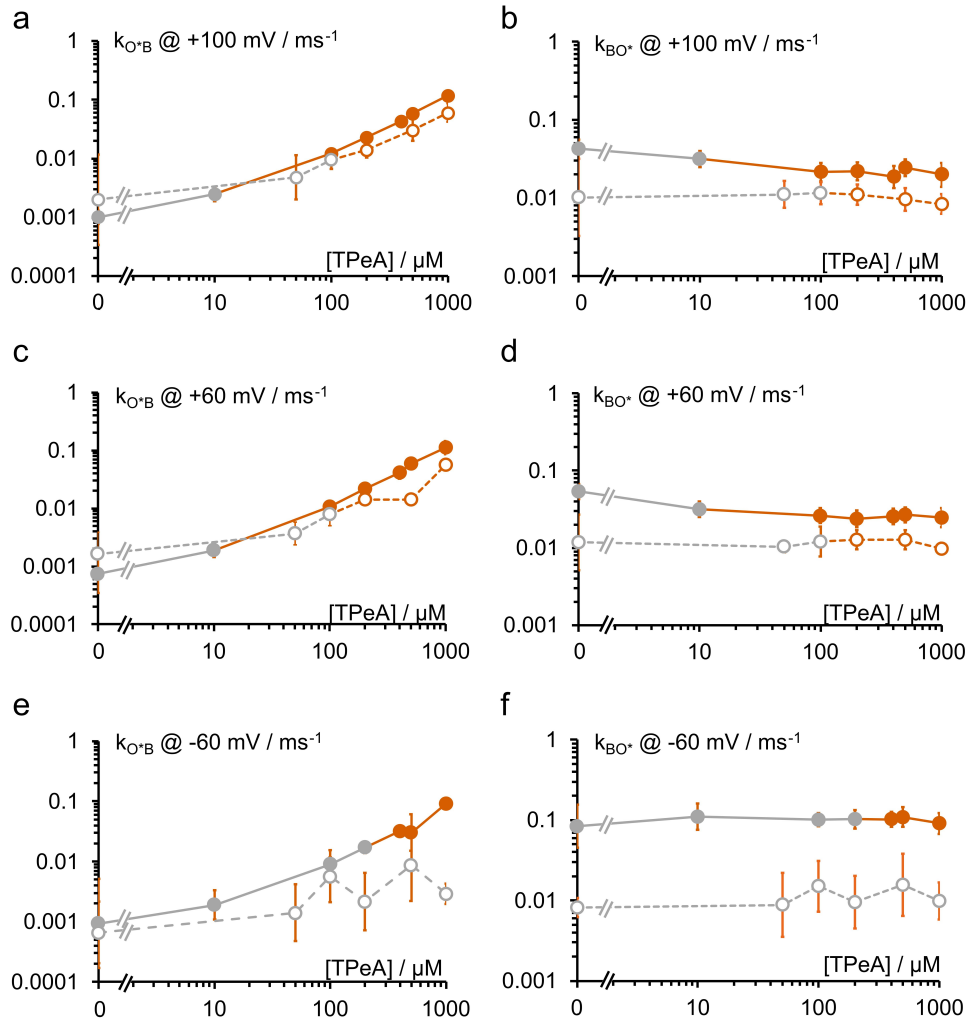 a
k_O*B @ +100 mV / ms⁻¹
1
0.1
0.01
0.001
0.0001
[TPeA] / μM
0 10 100 1000
b
k_BO* @ +100 mV / ms⁻¹
1
0.1
0.01
0.001
[TPeA] / μM
0 10 100 1000
c
k_O*B @ +60 mV / ms⁻¹
1
0.1
0.01
0.001
0.0001
[TPeA] / μM
0 10 100 1000
d
k_BO* @ +60 mV / ms⁻¹
1
0.1
0.01
0.001
[TPeA] / μM
0 10 100 1000
e
k_O*B @ -60 mV / ms⁻¹
1
0.1
0.01
0.001
0.0001
[TPeA] / μM
0 10 100 1000
f
k_BO* @ -60 mV / ms⁻¹
1
0.1
0.01
0.001
[TPeA] / μM
0 10 100 1000